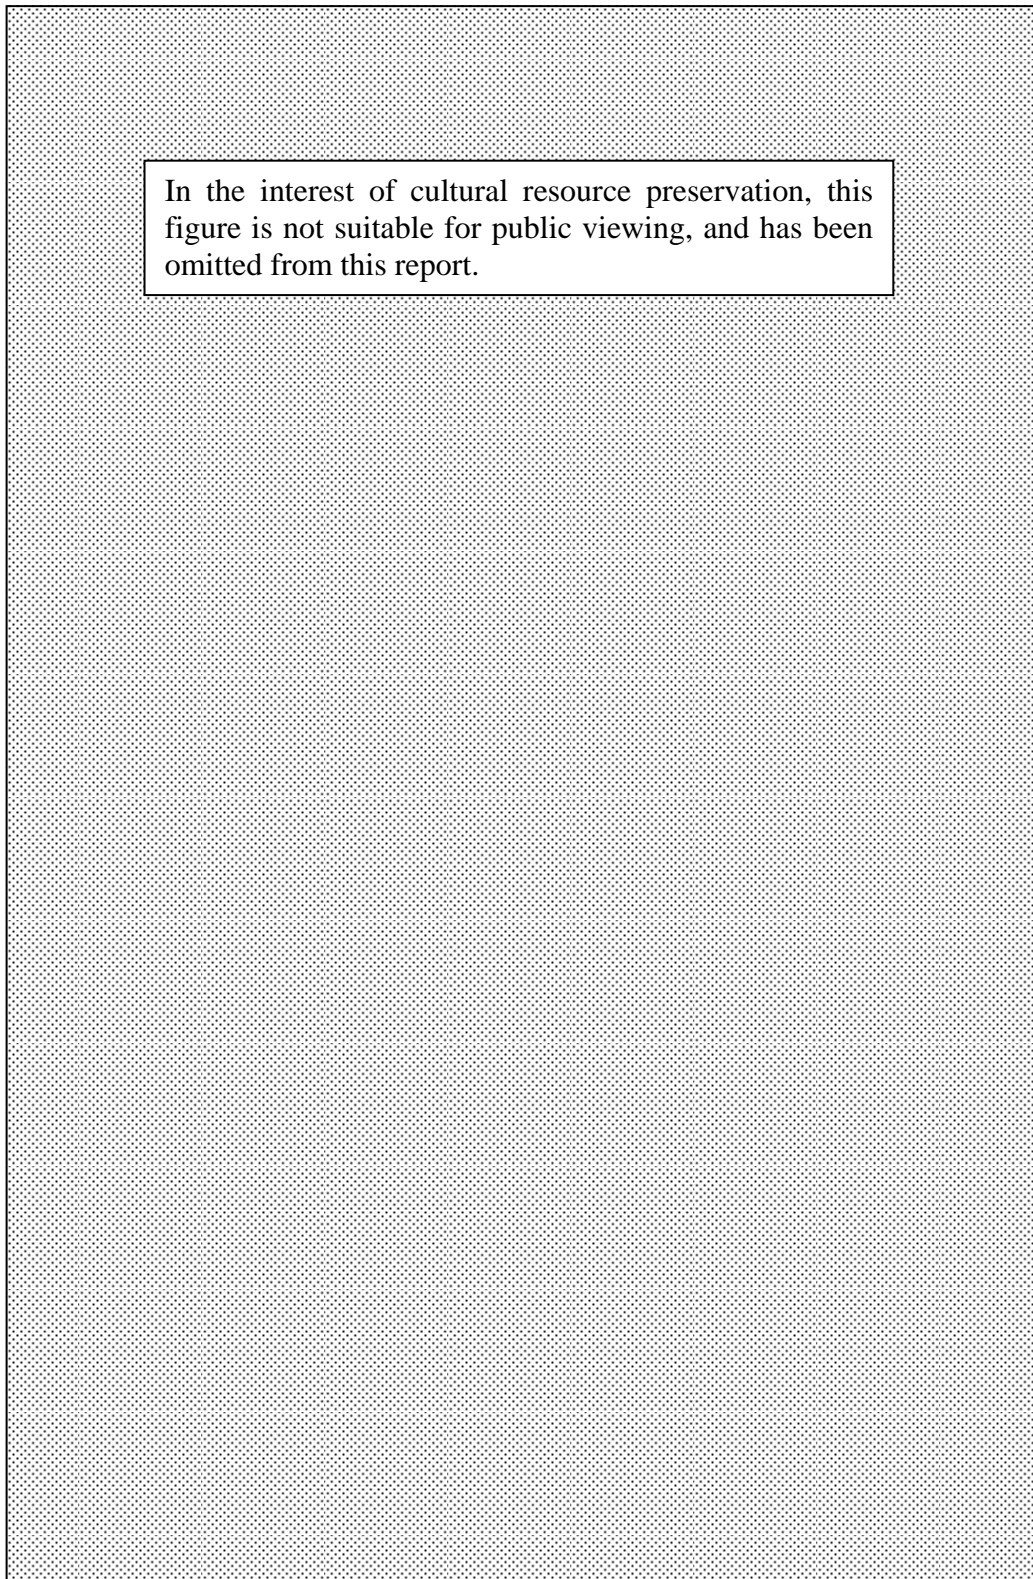 In the interest of cultural resource preservation, this
figure is not suitable for public viewing, and has been
omitted from this report.